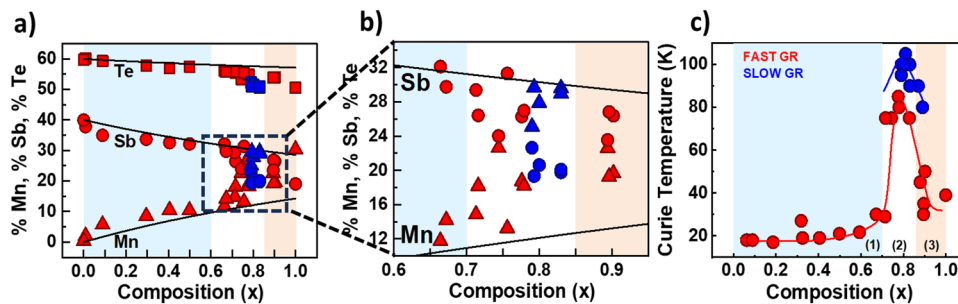 a)
% Mn, % Sb, % Te
60
50
40
30
20
10
0
Te
Sb
Mn
0.0 0.2 0.4 0.6 0.8 1.0
Composition (x)
b)
% Mn, % Sb, % Te
32
28
24
20
16
12
Sb
Mn
0.6 0.7 0.8 0.9
Composition (x)
c)
Curie Temperature (K)
120
100
80
60
40
20
FAST GR
SLOW GR
(1) (2) (3)
0.0 0.2 0.4 0.6 0.8 1.0
Composition (x)